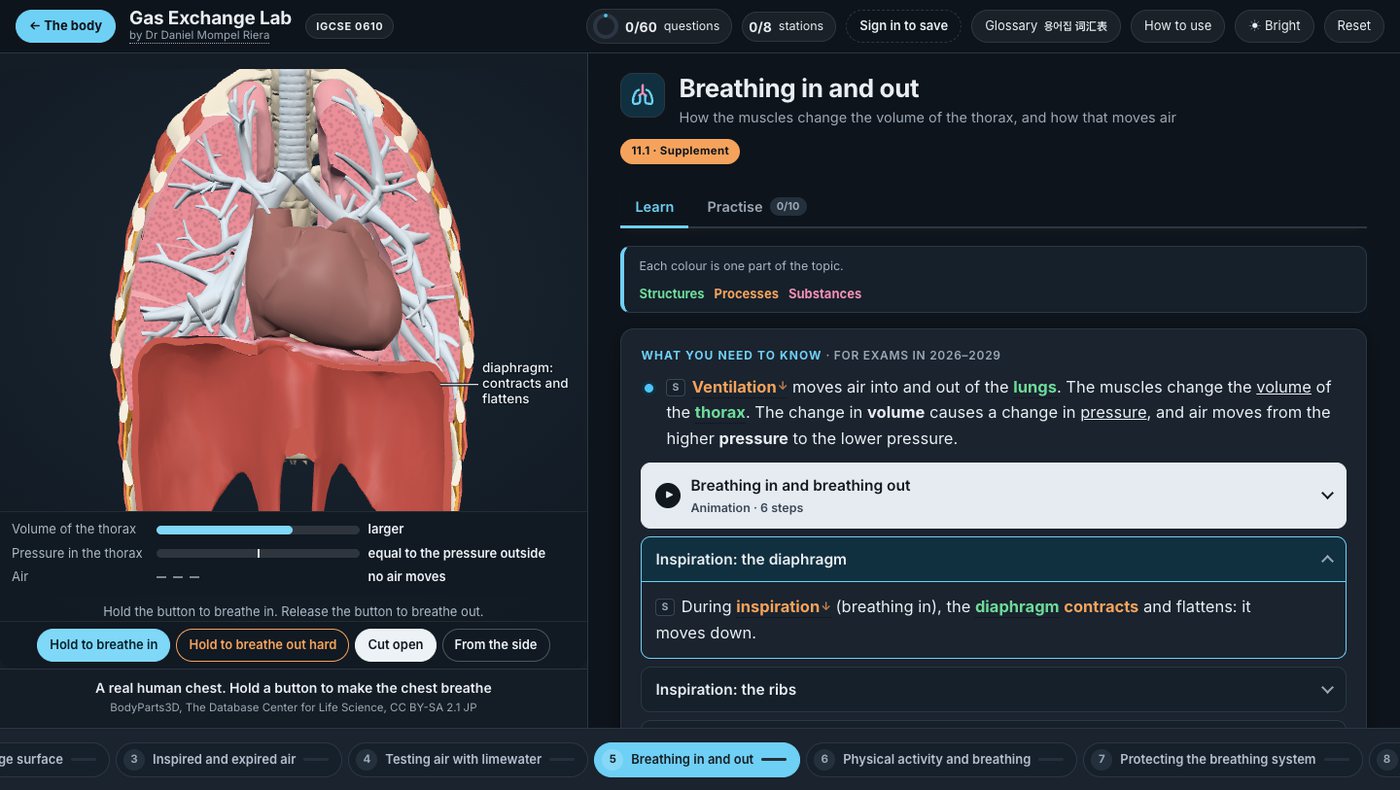 ← The body
Gas Exchange Lab
by Dr Daniel Mompel Riera
IGCSE 0610
0/60 questions
0/8 stations
Sign in to save
Glossary 용어집 词汇表
How to use
☀ Bright
Reset
diaphragm:
contracts and
flattens
Volume of the thorax larger
Pressure in the thorax equal to the pressure outside
Air no air moves
Hold the button to breathe in. Release the button to breathe out.
Hold to breathe in
Hold to breathe out hard
Cut open
From the side
A real human chest. Hold a button to make the chest breathe
BodyParts3D, The Database Center for Life Science, CC BY-SA 2.1 JP
Breathing in and out
How the muscles change the volume of the thorax, and how that moves air
11.1 · Supplement
Learn
Practise 0/10
Each colour is one part of the topic.
Structures Processes Substances
WHAT YOU NEED TO KNOW · FOR EXAMS IN 2026–2029
S Ventilation↓ moves air into and out of the lungs. The muscles change the volume of
the thorax. The change in volume causes a change in pressure, and air moves from the
higher pressure to the lower pressure.
Breathing in and breathing out
Animation · 6 steps
Inspiration: the diaphragm
S During inspiration↓ (breathing in), the diaphragm contracts and flattens: it
moves down.
Inspiration: the ribs
ge surface
3 Inspired and expired air
4 Testing air with limewater
5 Breathing in and out
6 Physical activity and breathing
7 Protecting the breathing system
8